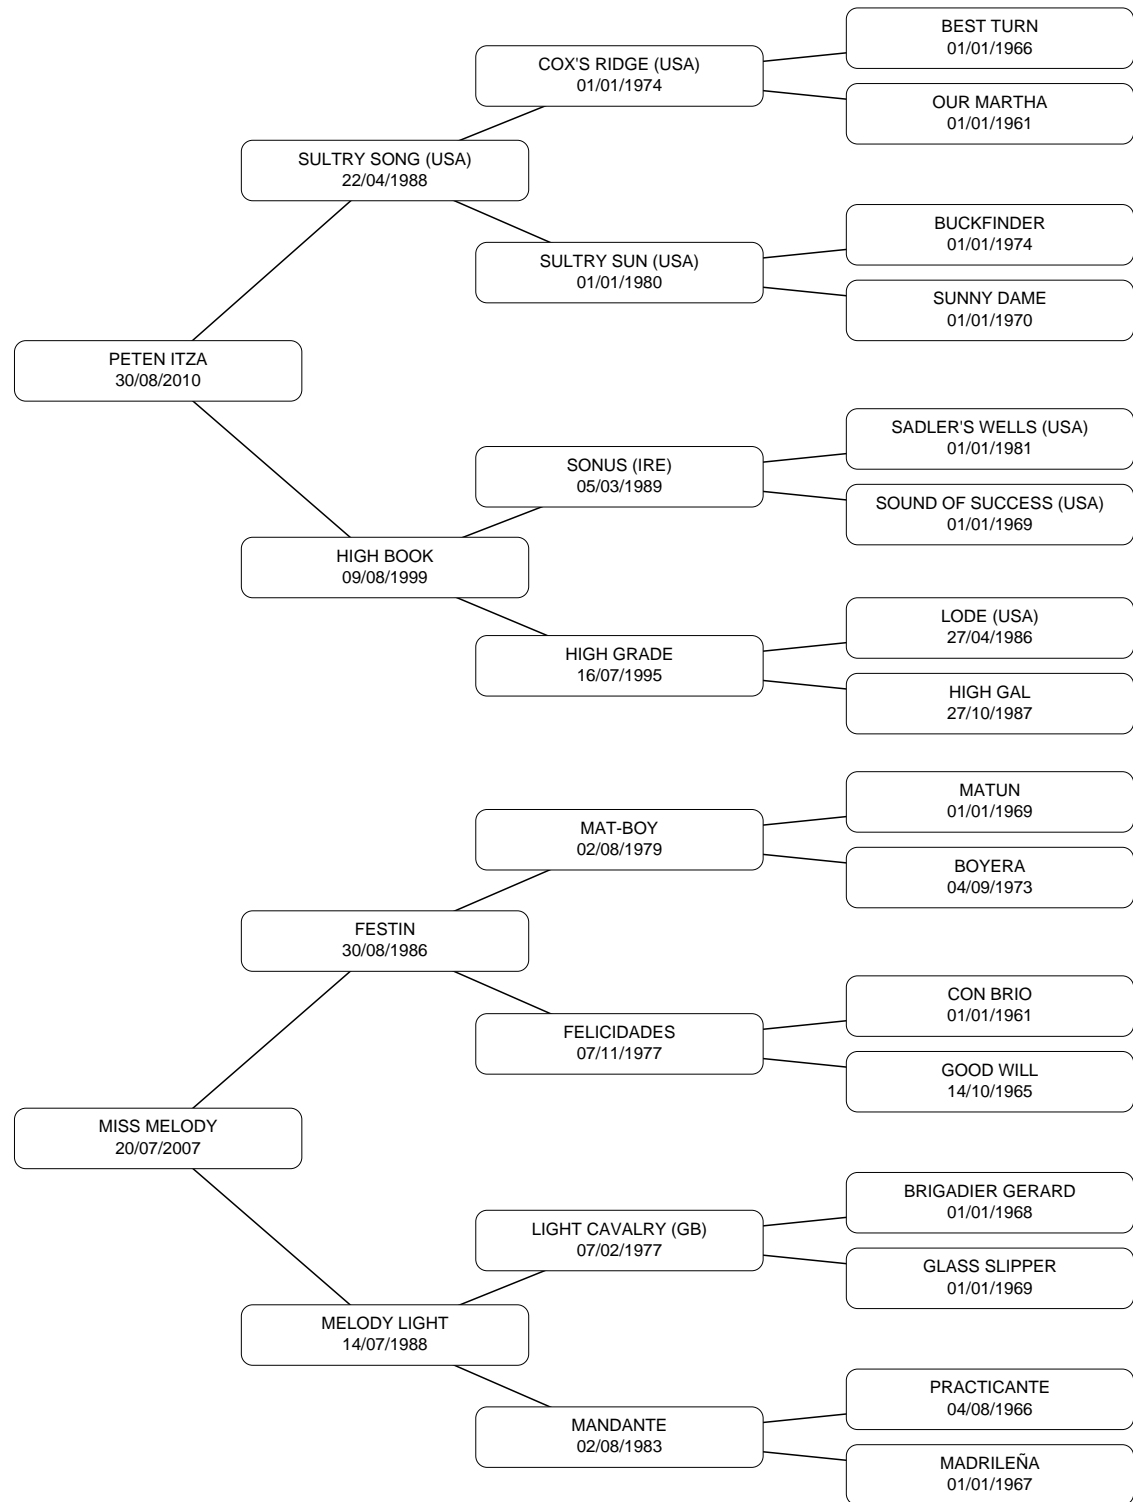 BEST TURN
01/01/1966
COX'S RIDGE (USA)
01/01/1974
OUR MARTHA
01/01/1961
SULTRY SONG (USA)
22/04/1988
BUCKFINDER
01/01/1974
SULTRY SUN (USA)
01/01/1980
SUNNY DAME
01/01/1970
PETEN ITZA
30/08/2010
SADLER'S WELLS (USA)
01/01/1981
SONUS (IRE)
05/03/1989
SOUND OF SUCCESS (USA)
01/01/1969
HIGH BOOK
09/08/1999
LODE (USA)
27/04/1986
HIGH GRADE
16/07/1995
HIGH GAL
27/10/1987
MATUN
01/01/1969
MAT-BOY
02/08/1979
BOYERA
04/09/1973
FESTIN
30/08/1986
CON BRIO
01/01/1961
FELICIDADES
07/11/1977
GOOD WILL
14/10/1965
MISS MELODY
20/07/2007
BRIGADIER GERARD
01/01/1968
LIGHT CAVALRY (GB)
07/02/1977
GLASS SLIPPER
01/01/1969
MELODY LIGHT
14/07/1988
PRACTICANTE
04/08/1966
MANDANTE
02/08/1983
MADRILEÑA
01/01/1967